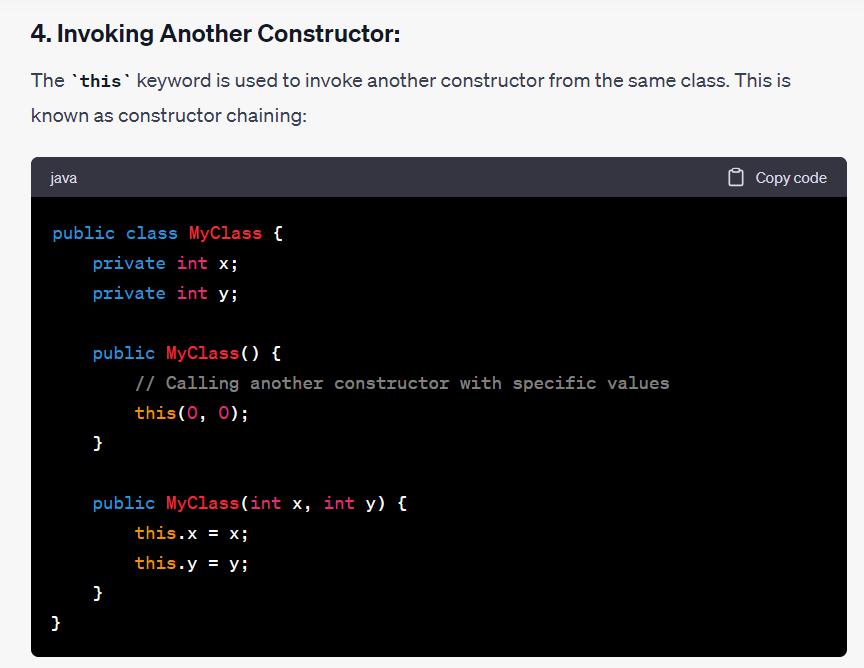 4. Invoking Another Constructor:
The `this` keyword is used to invoke another constructor from the same class. This is
known as constructor chaining:
java
Copy code
public class MyClass {
    private int x;
    private int y;

    public MyClass() {
        // Calling another constructor with specific values
        this(0, 0);
    }

    public MyClass(int x, int y) {
        this.x = x;
        this.y = y;
    }
}